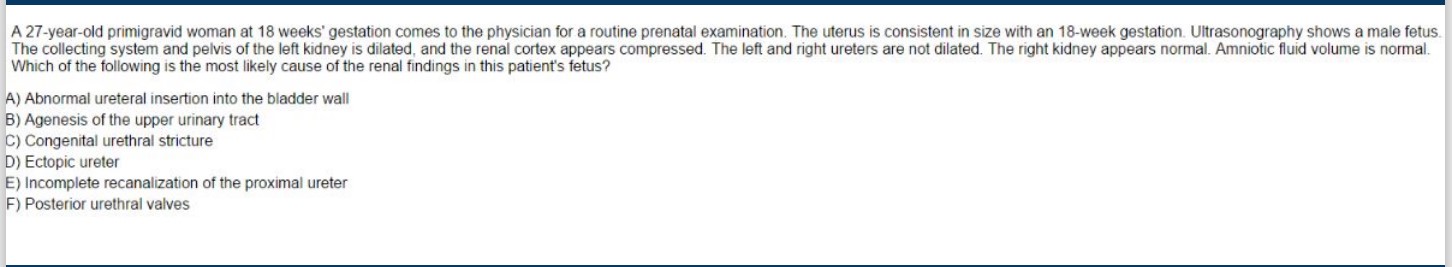 A 27-year-old primigravid woman at 18 weeks' gestation comes to the physician for a routine prenatal examination. The uterus is consistent in size with an 18-week gestation. Ultrasonography shows a male fetus.
The collecting system and pelvis of the left kidney is dilated, and the renal cortex appears compressed. The left and right ureters are not dilated. The right kidney appears normal. Amniotic fluid volume is normal.
Which of the following is the most likely cause of the renal findings in this patient's fetus?
A) Abnormal ureteral insertion into the bladder wall
B) Agenesis of the upper urinary tract
C) Congenital urethral stricture
D) Ectopic ureter
E) Incomplete recanalization of the proximal ureter
F) Posterior urethral valves